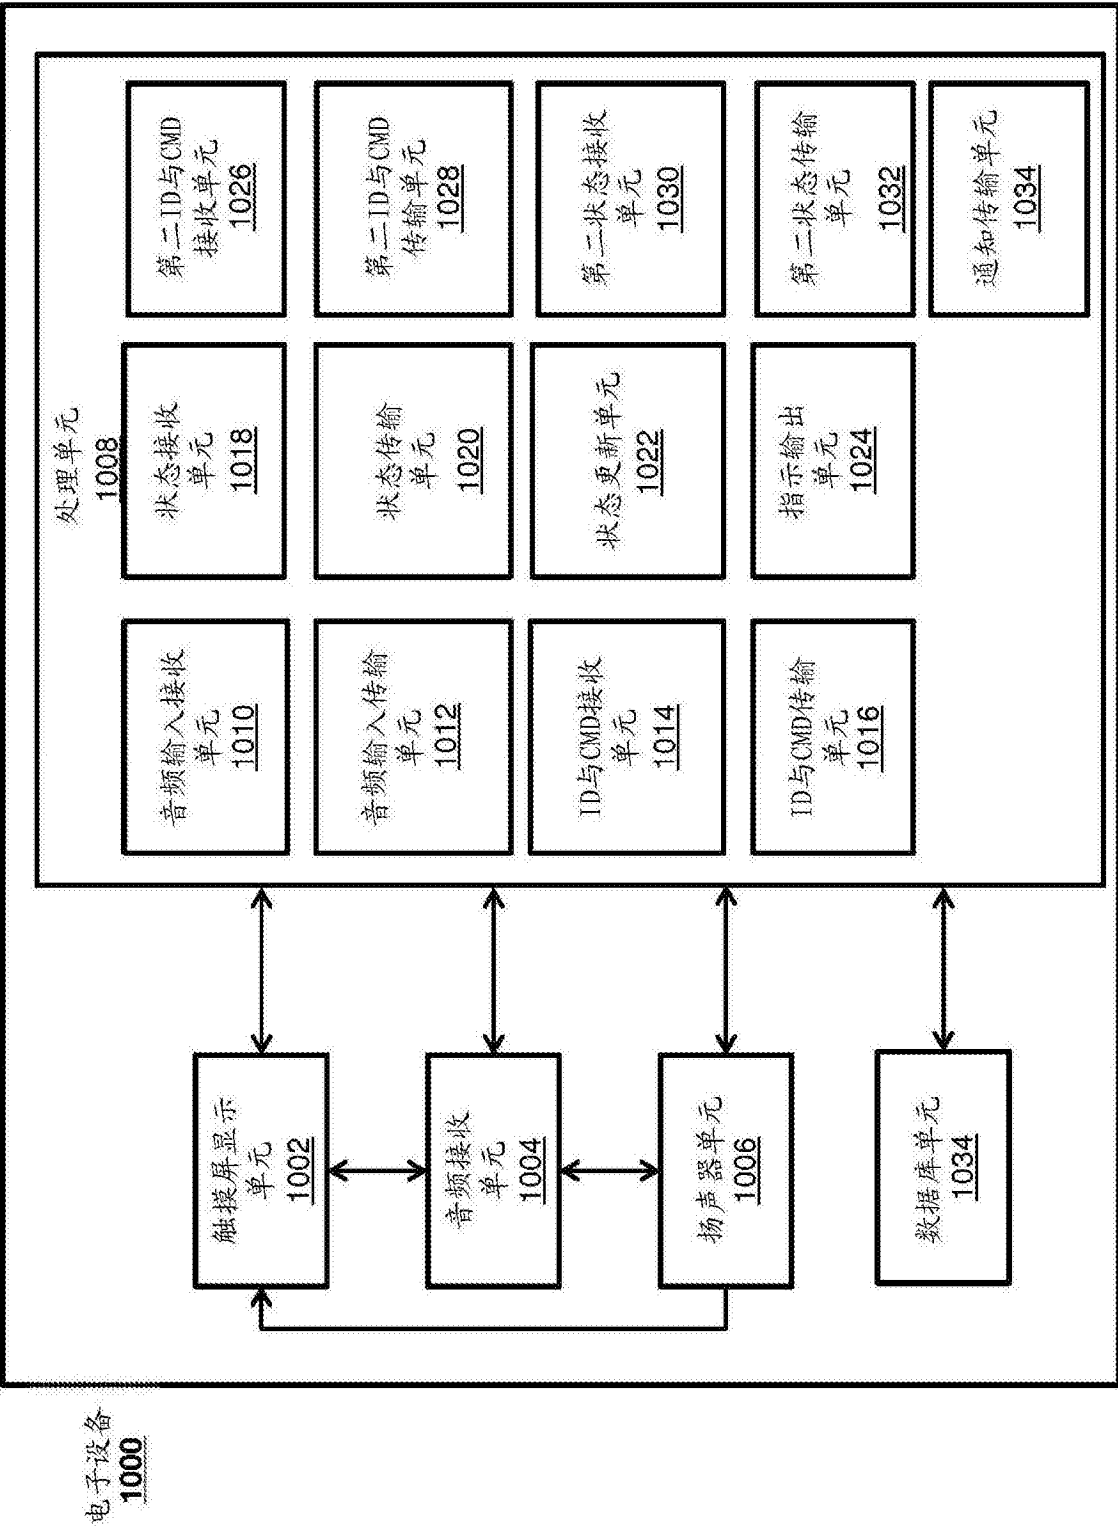 电子设备
1000
触摸屏显示
单元
1002
音频接收
单元
1004
扬声器单元
1006
数据库单元
1034
处理单元
1008
音频输入接收
单元
1010
音频输入传输
单元
1012
ID与CMD接收
单元
1014
ID与CMD传输
单元
1016
状态接收
单元
1018
状态传输
单元
1020
状态更新单元
1022
指示输出
单元
1024
第二ID与CMD
接收单元
1026
第二ID与CMD
传输单元
1028
第二状态接收
单元
1030
第二状态传输
单元
1032
通知传输单元
1034